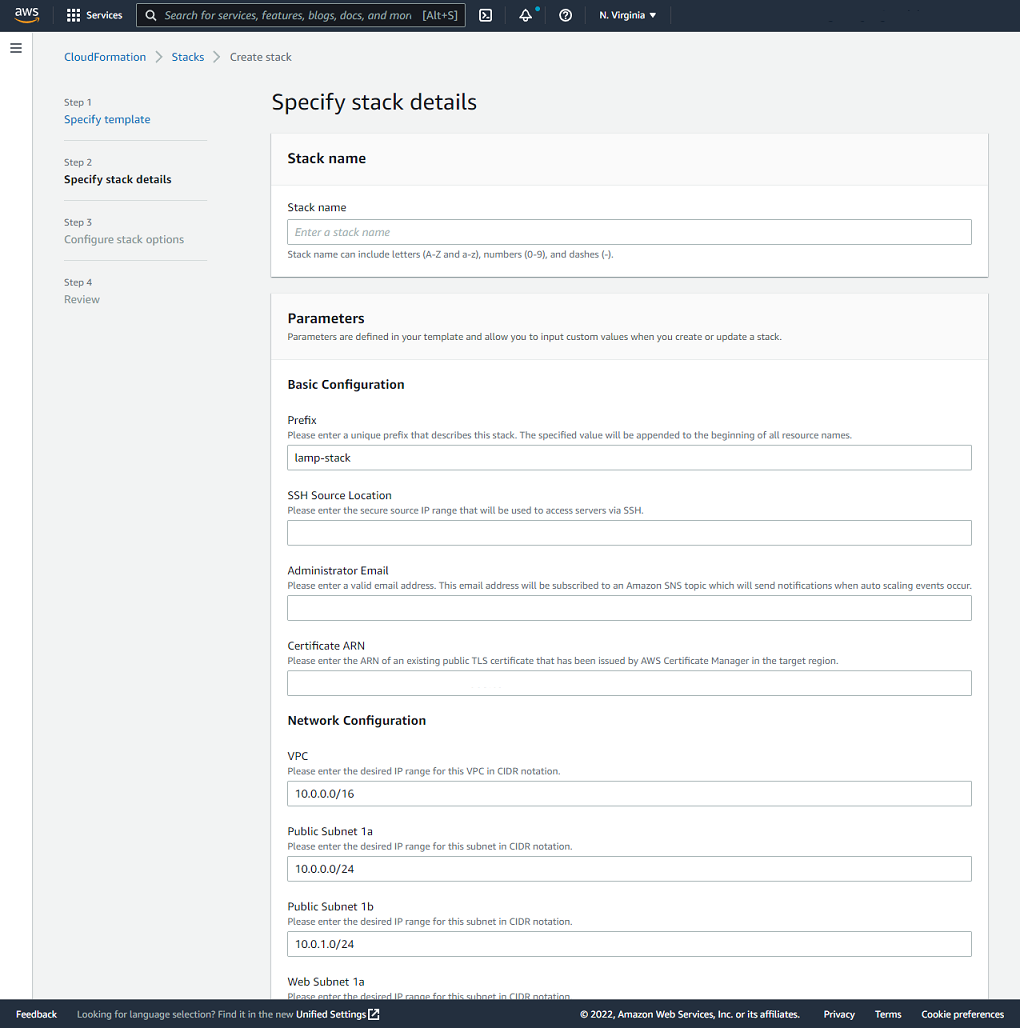 aws
Services
Search for services, features, blogs, docs, and mor [Alt+S]
N. Virginia
CloudFormation
Stacks
Create stack
Step 1
Specify template
Step 2
Specify stack details
Step 3
Configure stack options
Step 4
Review
Specify stack details
Stack name
Stack name
Enter a stack name
Stack name can include letters (A-Z and a-z), numbers (0-9), and dashes (-).
Parameters
Parameters are defined in your template and allow you to input custom values when you create or update a stack.
Basic Configuration
Prefix
Please enter a unique prefix that describes this stack. The specified value will be appended to the beginning of all resource names.
lamp-stack
SSH Source Location
Please enter the secure source IP range that will be used to access servers via SSH.
Administrator Email
Please enter a valid email address. This email address will be subscribed to an Amazon SNS topic which will send notifications when auto scaling events occur.
Certificate ARN
Please enter the ARN of an existing public TLS certificate that has been issued by AWS Certificate Manager in the target region.
Network Configuration
VPC
Please enter the desired IP range for this VPC in CIDR notation.
10.0.0.0/16
Public Subnet 1a
Please enter the desired IP range for this subnet in CIDR notation.
10.0.0.0/24
Public Subnet 1b
Please enter the desired IP range for this subnet in CIDR notation.
10.0.1.0/24
Web Subnet 1a
Please enter the desired IP range for this subnet in CIDR notation.
Feedback
Looking for language selection? Find it in the new Unified Settings
© 2022, Amazon Web Services, Inc. or its affiliates.
Privacy
Terms
Cookie preferences